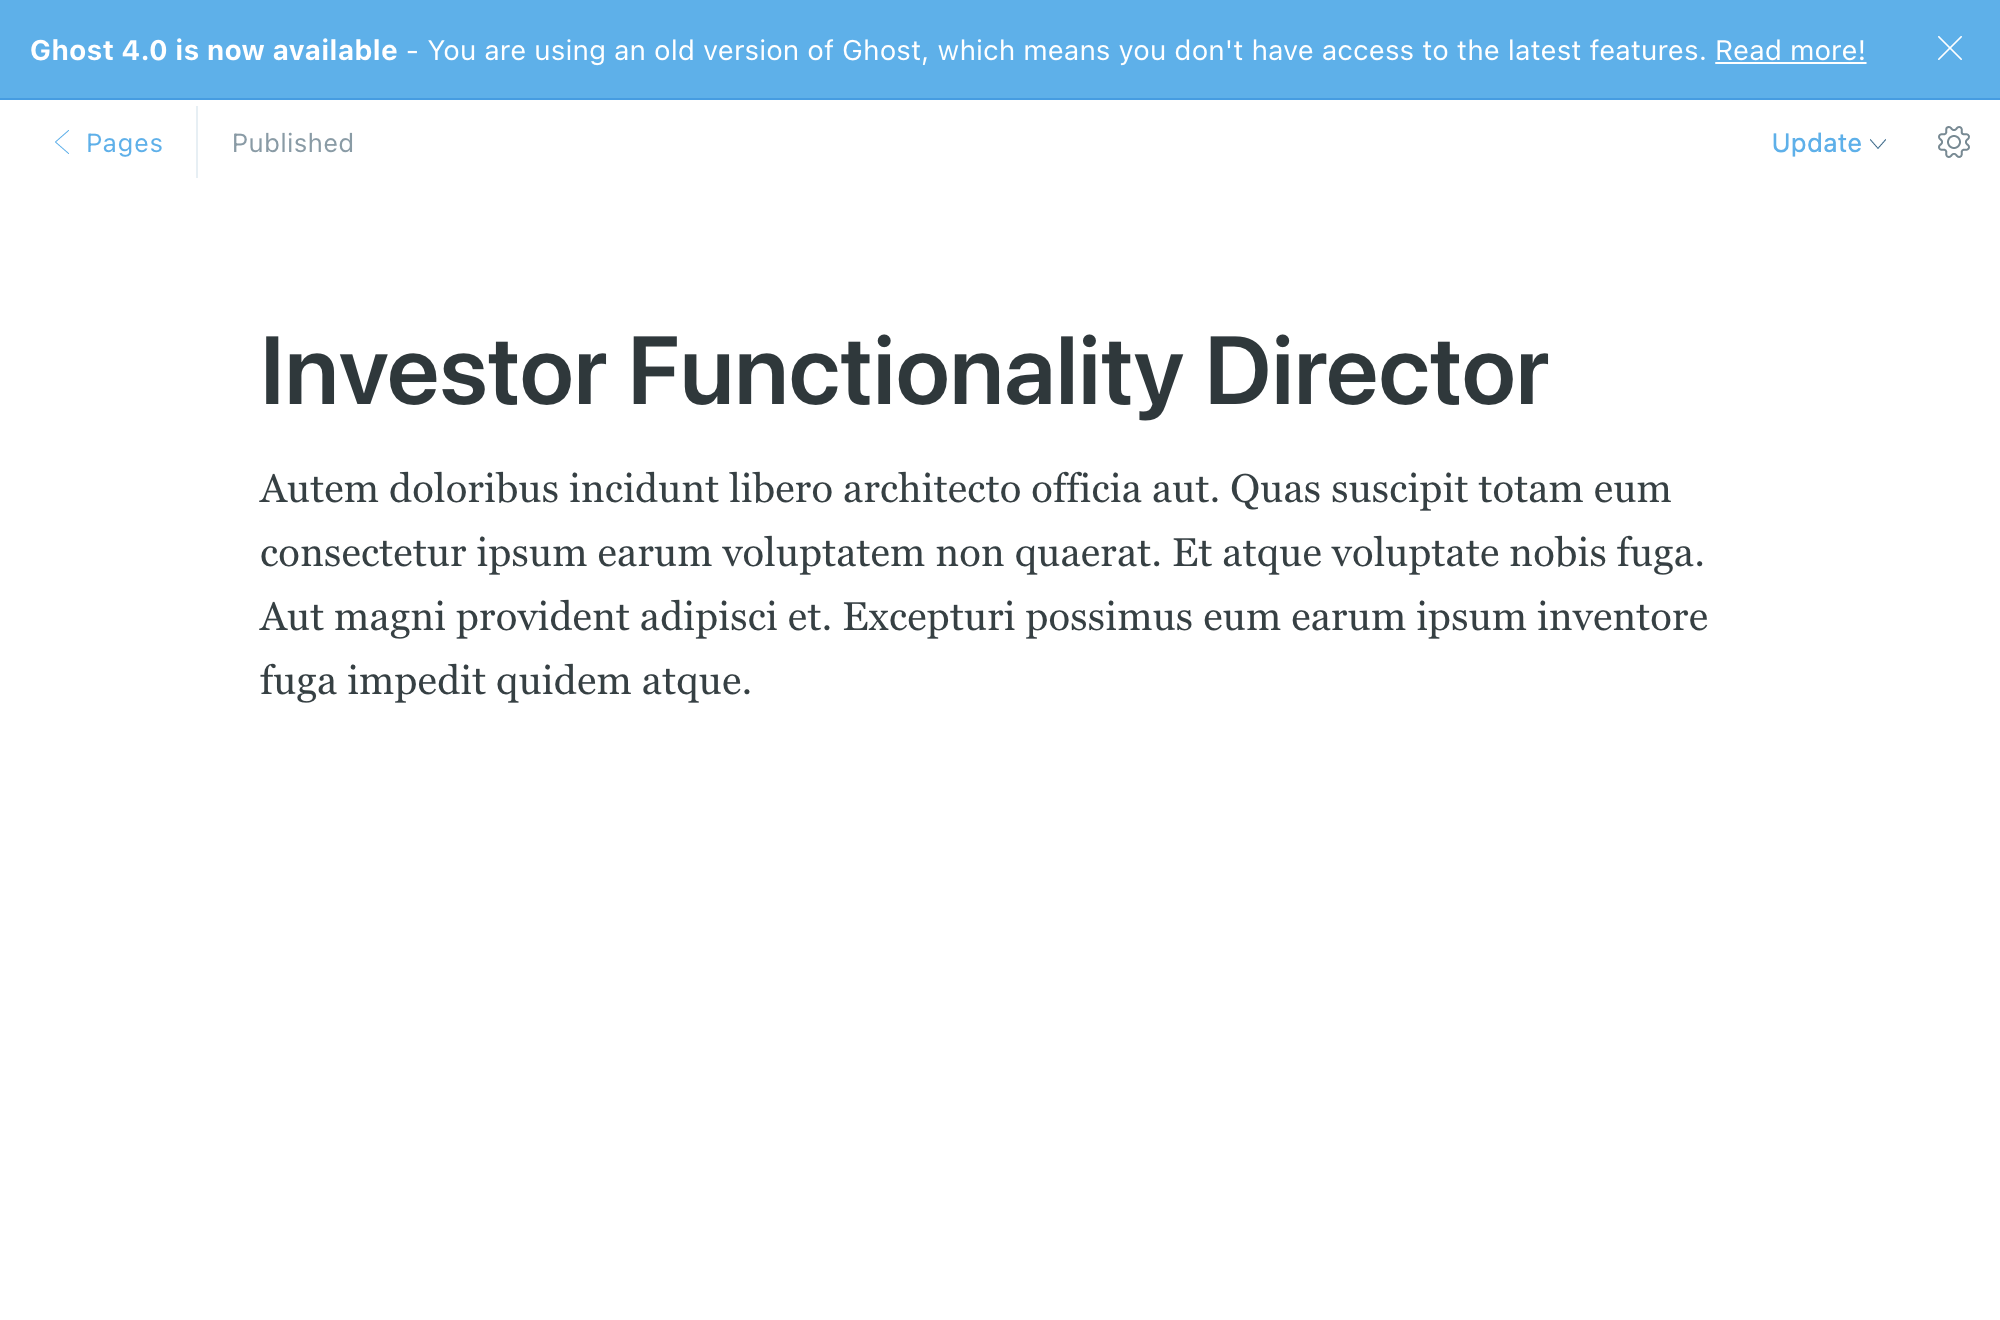 Ghost 4.0 is now available - You are using an old version of Ghost, which means you don't have access to the latest features. Read more!
Pages
Published
Update
Investor Functionality Director
Autem doloribus incidunt libero architecto officia aut. Quas suscipit totam eum
consectetur ipsum earum voluptatem non quaerat. Et atque voluptate nobis fuga.
Aut magni provident adipisci et. Excepturi possimus eum earum ipsum inventore
fuga impedit quidem atque.